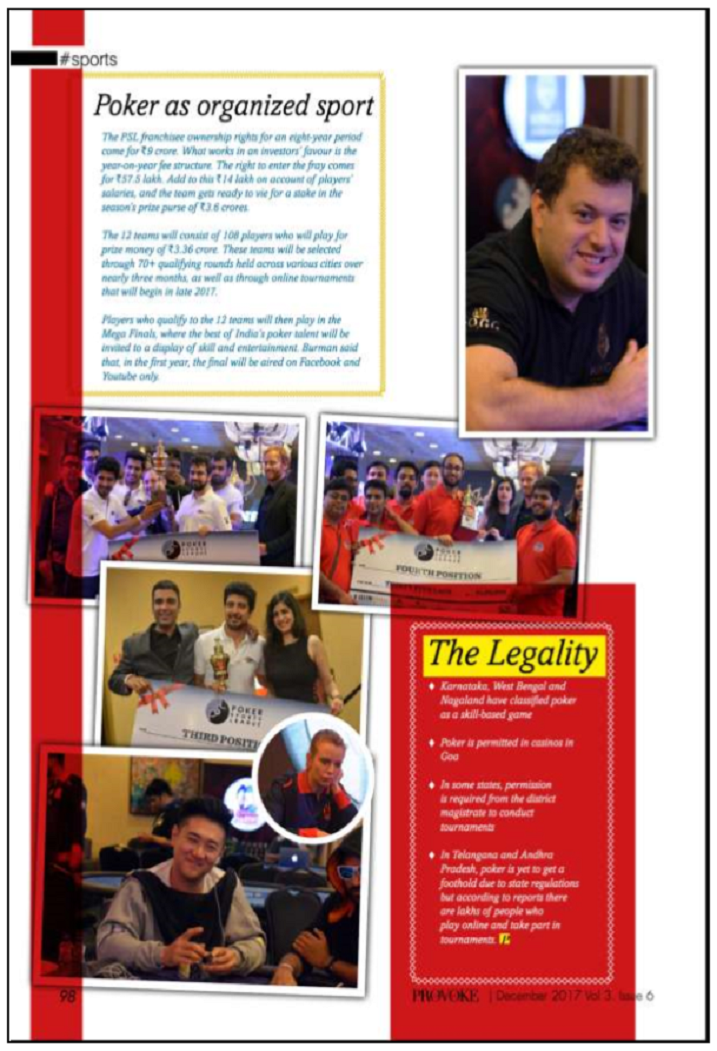 #sports
Poker as organized sport
The PSL franchisee ownership rights for an eight-year period
come for ₹9 crore. What works in an investors' favour is the
year-on-year fee structure. The right to enter the fray comes
for ₹57.5 lakh. Add to this ₹14 lakh on account of players'
salaries, and the team gets ready to vie for a stake in the
season's prize purse of ₹3.6 crores.
The 12 teams will consist of 108 players who will play for
prize money of ₹3.36 crore. These teams will be selected
through 70+ qualifying rounds held across various cities over
nearly three months, as well as through online tournaments
that will begin in late 2017.
Players who qualify to the 12 teams will then play in the
Mega Finals, where the best of India's poker talent will be
invited to a display of skill and entertainment. Burman said
that, in the first year, the final will be aired on Facebook and
Youtube only.
POKER
SPORTS
LEAGUE
POKER
SPORTS
LEAGUE
FOURTH POSITION
POKER
SPORTS
LEAGUE
THIRD POSITI
The Legality
♦ Karnataka, West Bengal and
Nagaland have classified poker
as a skill-based game
♦ Poker is permitted in casinos in
Goa
♦ In some states, permission
is required from the district
magistrate to conduct
tournaments
♦ In Telangana and Andhra
Pradesh, poker is yet to get a
foothold due to state regulations
but according to reports there
are lakhs of people who
play online and take part in
tournaments. P
98
PROVOKE | December 2017 Vol 3. Issue 6